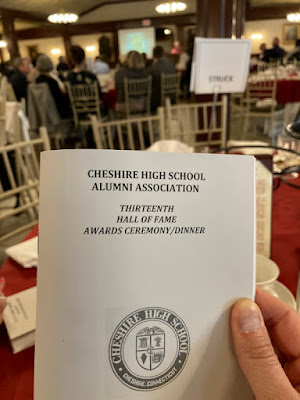 STRUCK
CHESHIRE HIGH SCHOOL
ALUMNI ASSOCIATION
THIRTEENTH
HALL OF FAME
AWARDS CEREMONY/DINNER
CHESHIRE HIGH SCHOOL
CHESHIRE, CONNECTICUT